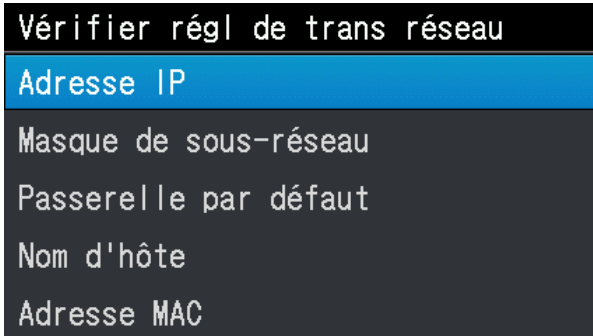 Vérifier régl de trans réseau
Adresse IP
Masque de sous-réseau
Passerelle par défaut
Nom d'hôte
Adresse MAC